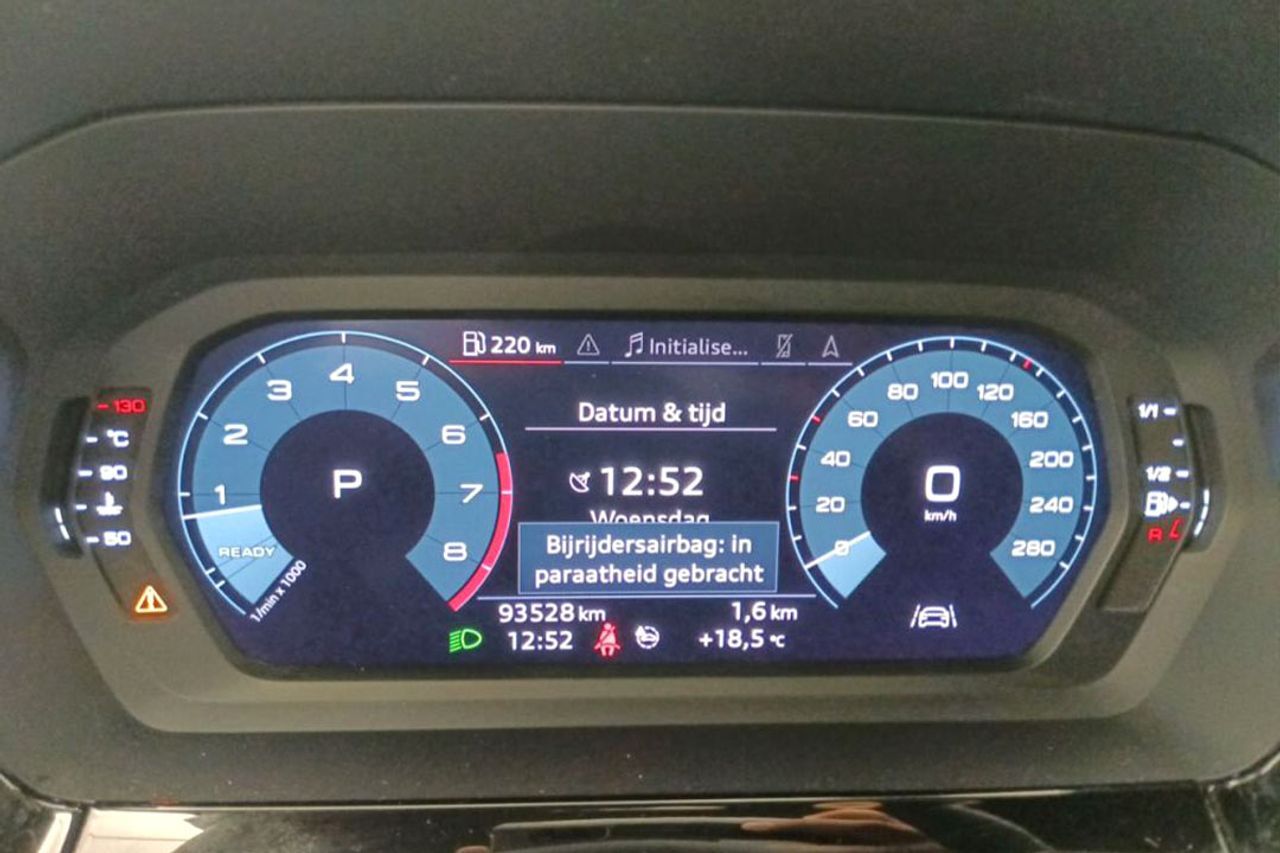 220 km
Initialise...
Datum & tijd
12:52
Woensdag
Bijrijdersairbag: in
paraatheid gebracht
93528 km
1,6 km
12:52
+18,5 °C
P
READY
1
2
3
4
5
6
7
8
1/min x 1000
0
km/h
0
20
40
60
80
100
120
160
200
240
280
130
°C
90
50
1/1
1/2
R